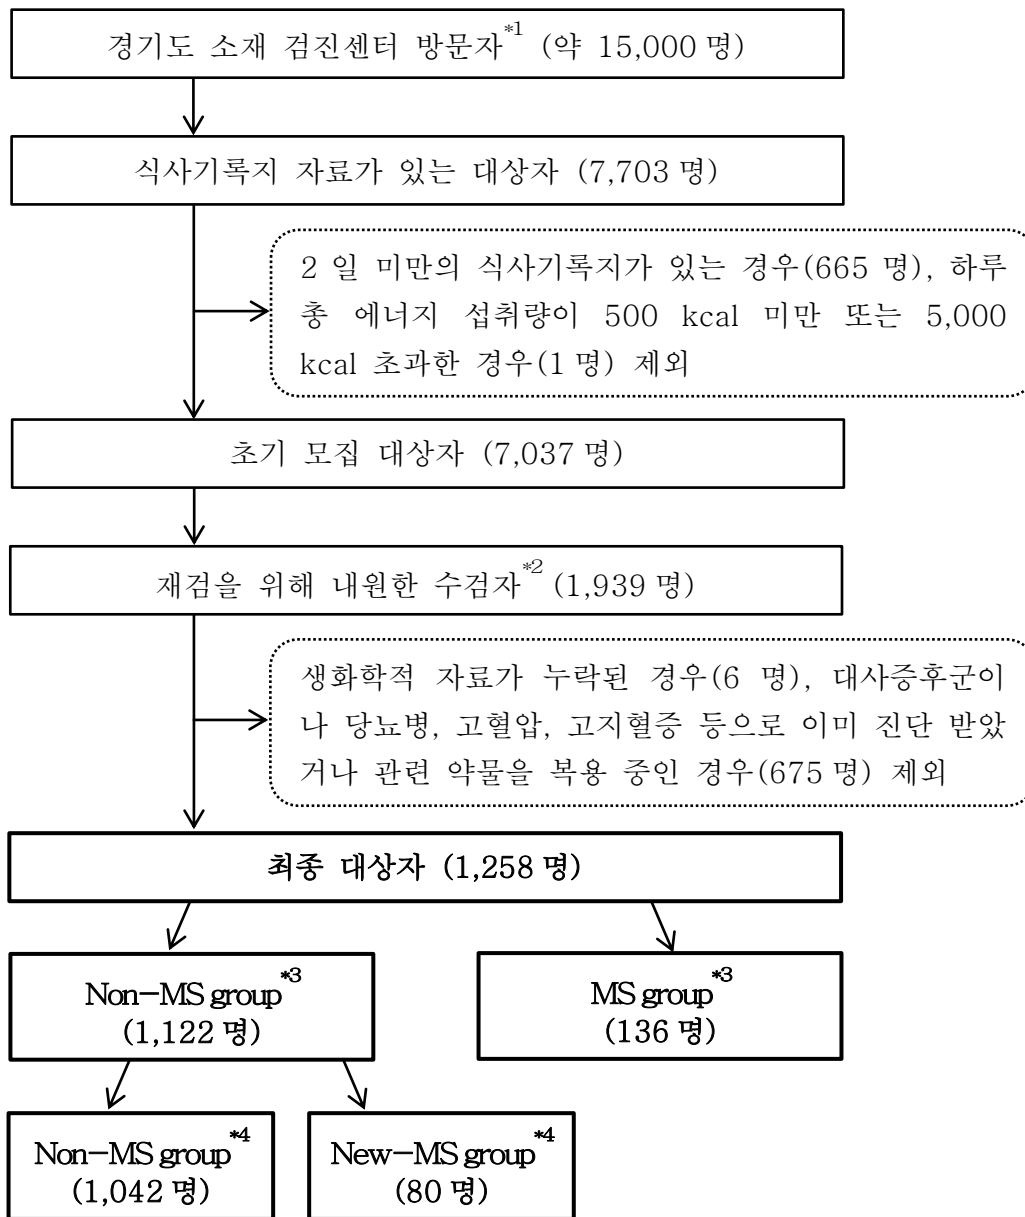 경기도 소재 검진센터 방문자*1 (약 15,000 명)
식사기록지 자료가 있는 대상자 (7,703 명)
2 일 미만의 식사기록지가 있는 경우(665 명), 하루
총 에너지 섭취량이 500 kcal 미만 또는 5,000
kcal 초과한 경우(1 명) 제외
초기 모집 대상자 (7,037 명)
재검을 위해 내원한 수검자*2 (1,939 명)
생화학적 자료가 누락된 경우(6 명), 대사증후군이
나 당뇨병, 고혈압, 고지혈증 등으로 이미 진단 받았
거나 관련 약물을 복용 중인 경우(675 명) 제외
최종 대상자 (1,258 명)
Non-MS group*3
(1,122 명)
MS group*3
(136 명)
Non-MS group*4
(1,042 명)
New-MS group*4
(80 명)